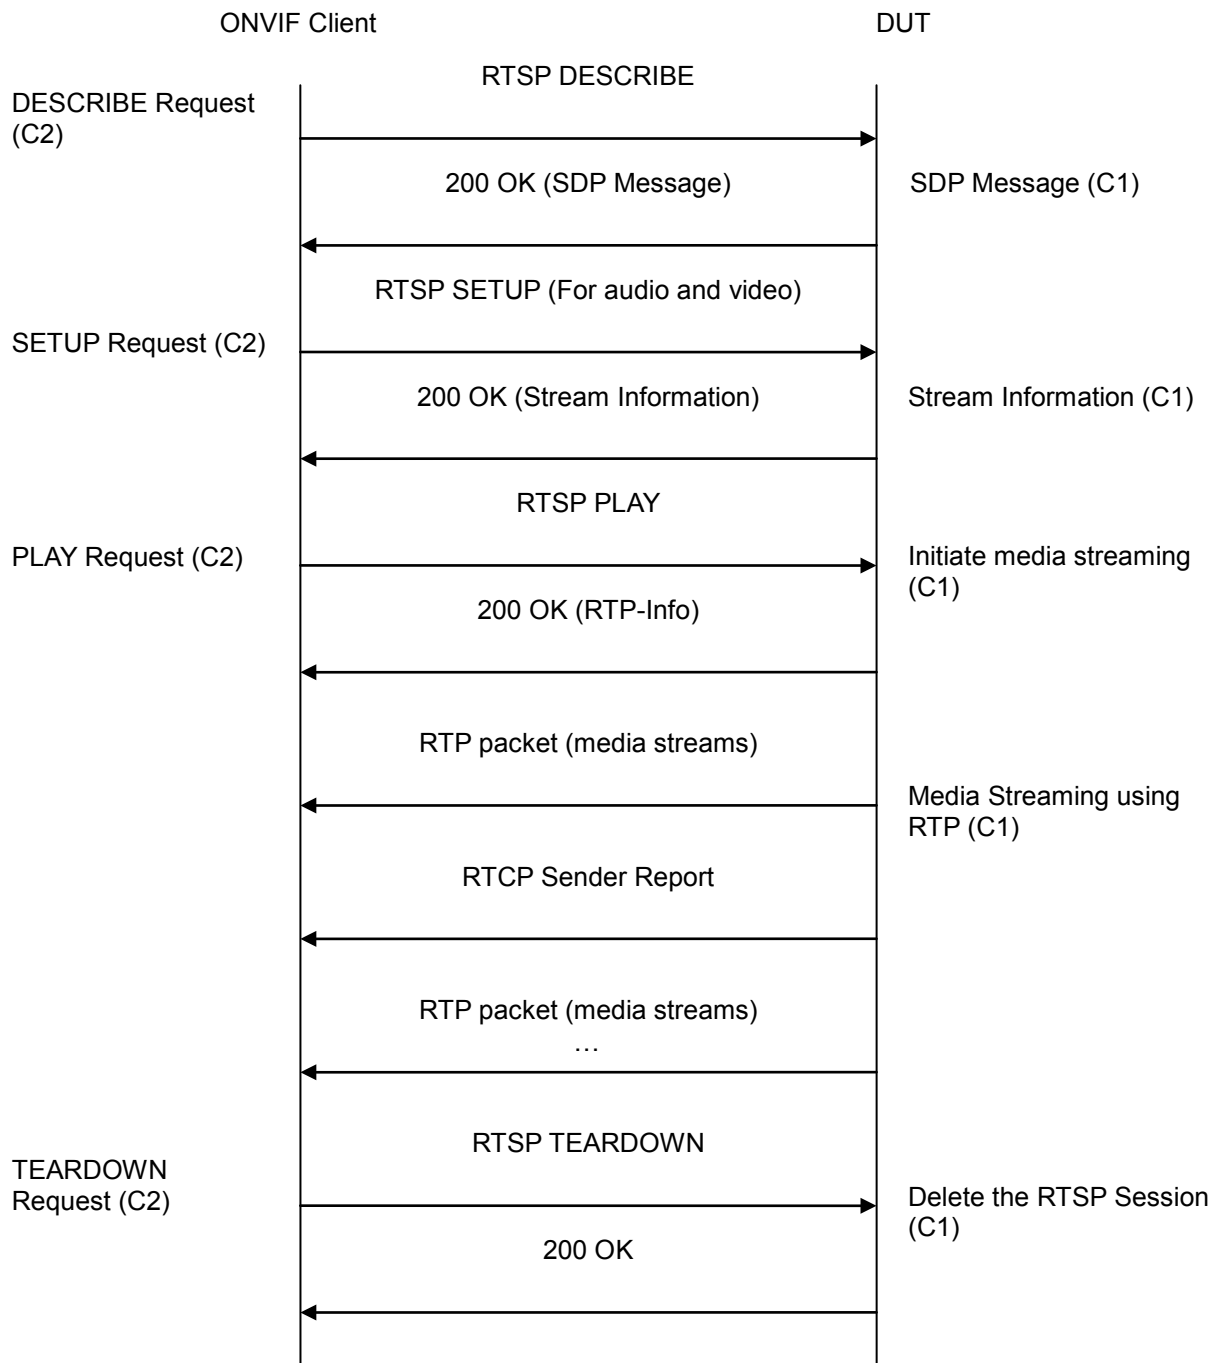 ONVIF Client
DUT
RTSP DESCRIBE
DESCRIBE Request
(C2)
200 OK (SDP Message)
SDP Message (C1)
RTSP SETUP (For audio and video)
SETUP Request (C2)
200 OK (Stream Information)
Stream Information (C1)
RTSP PLAY
PLAY Request (C2)
Initiate media streaming
(C1)
200 OK (RTP-Info)
RTP packet (media streams)
Media Streaming using
RTP (C1)
RTCP Sender Report
RTP packet (media streams)
…
RTSP TEARDOWN
TEARDOWN
Request (C2)
Delete the RTSP Session
(C1)
200 OK